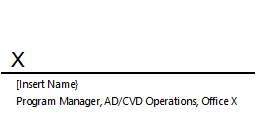 X
{Insert Name}
Program Manager, AD/CVD Operations, Office X